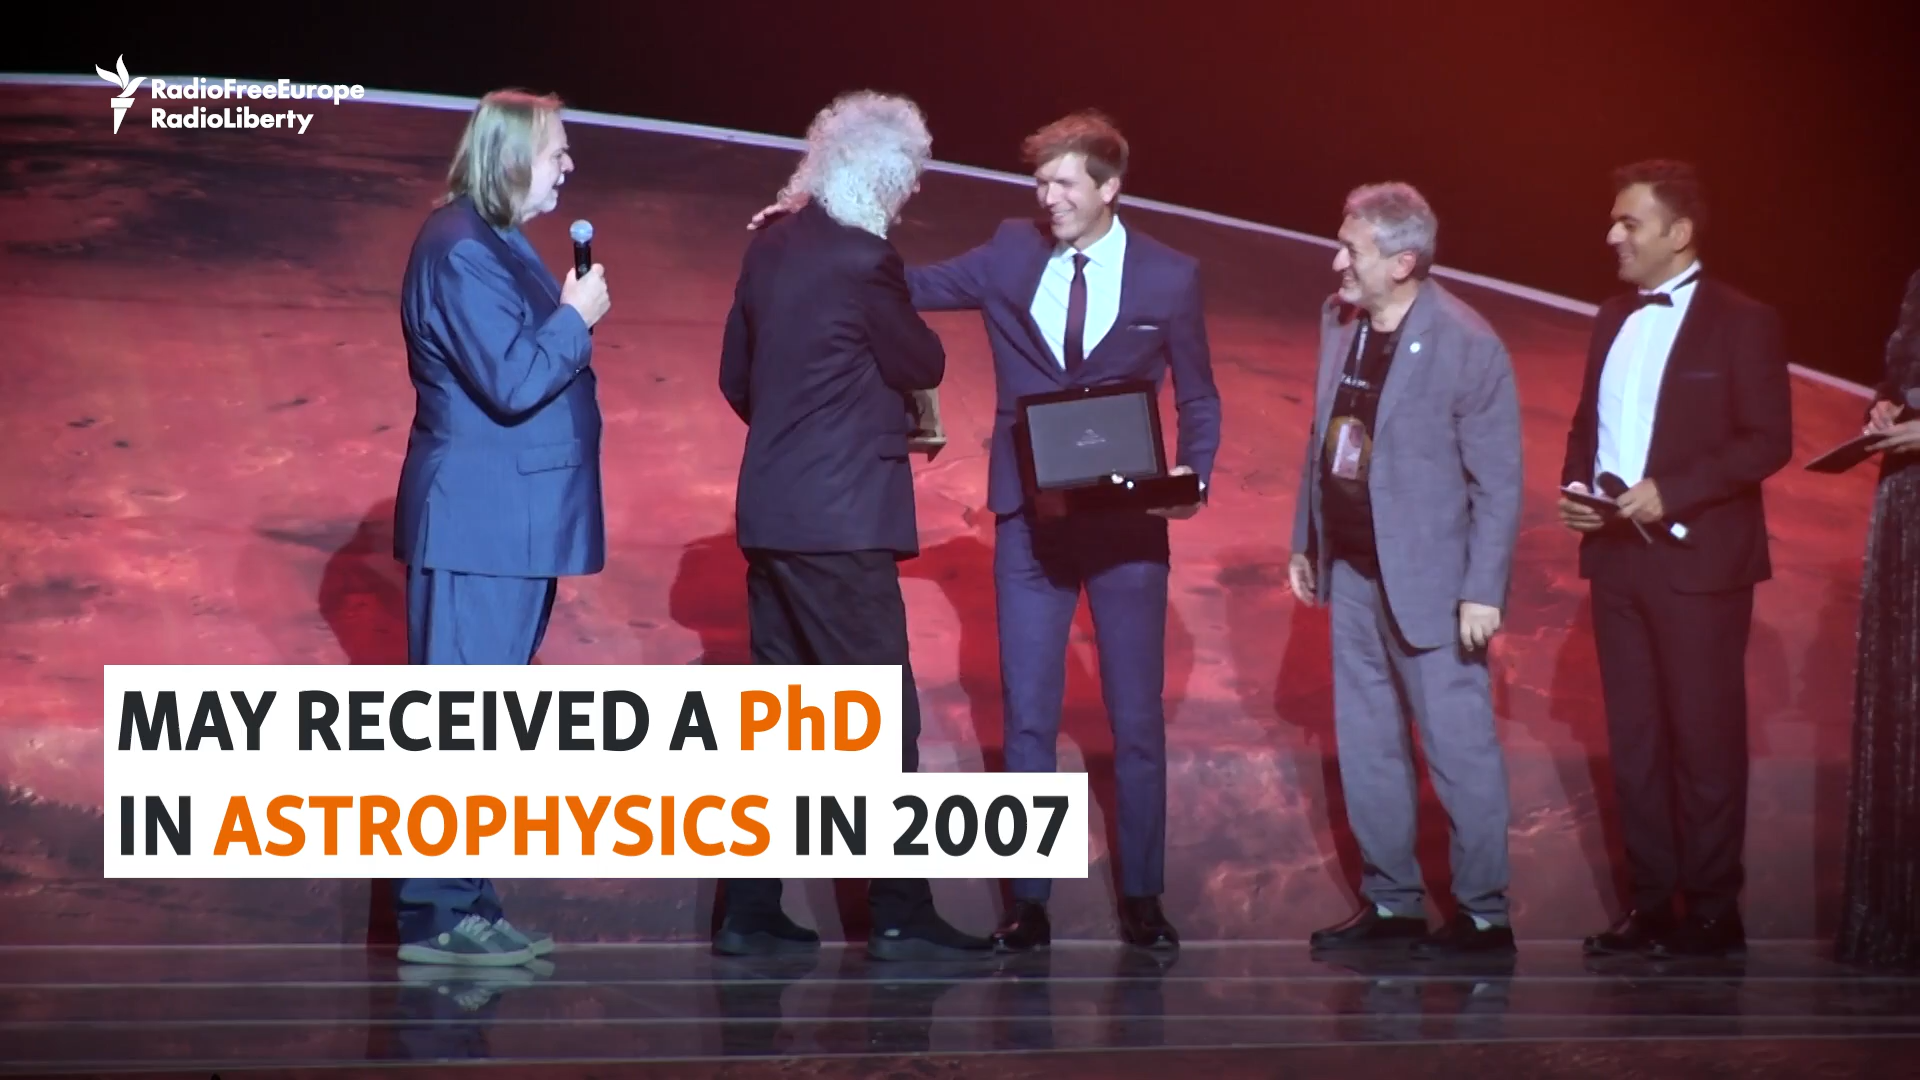 RadioFreeEurope
RadioLiberty
MAY RECEIVED A PhD
IN ASTROPHYSICS IN 2007